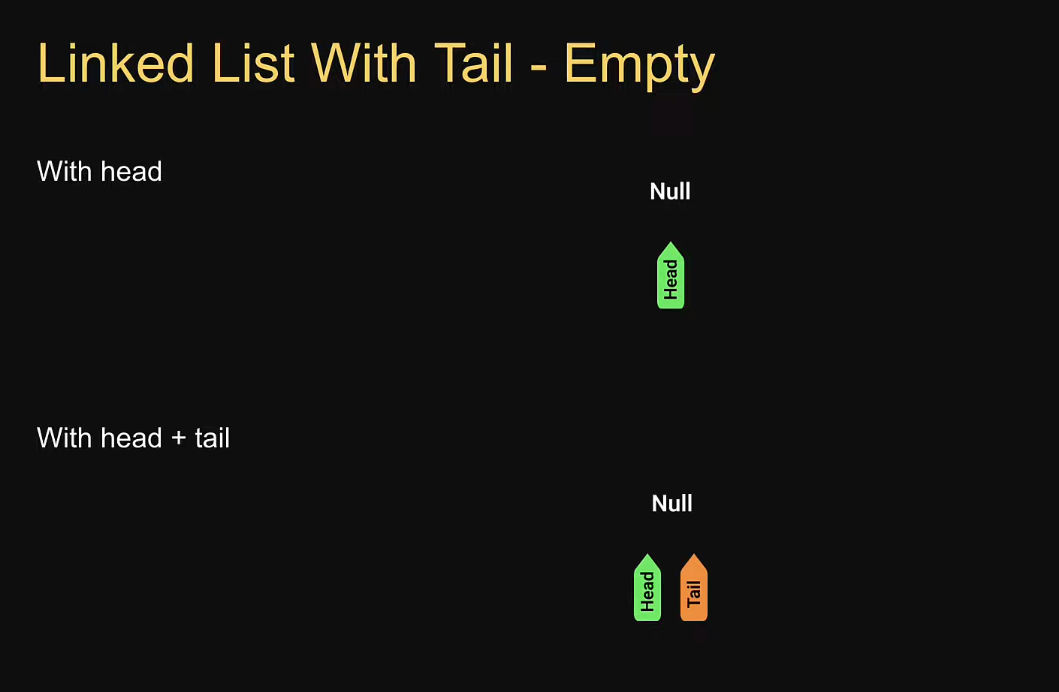 Linked List With Tail - Empty
With head
Null
Head
With head + tail
Null
Head
Tail